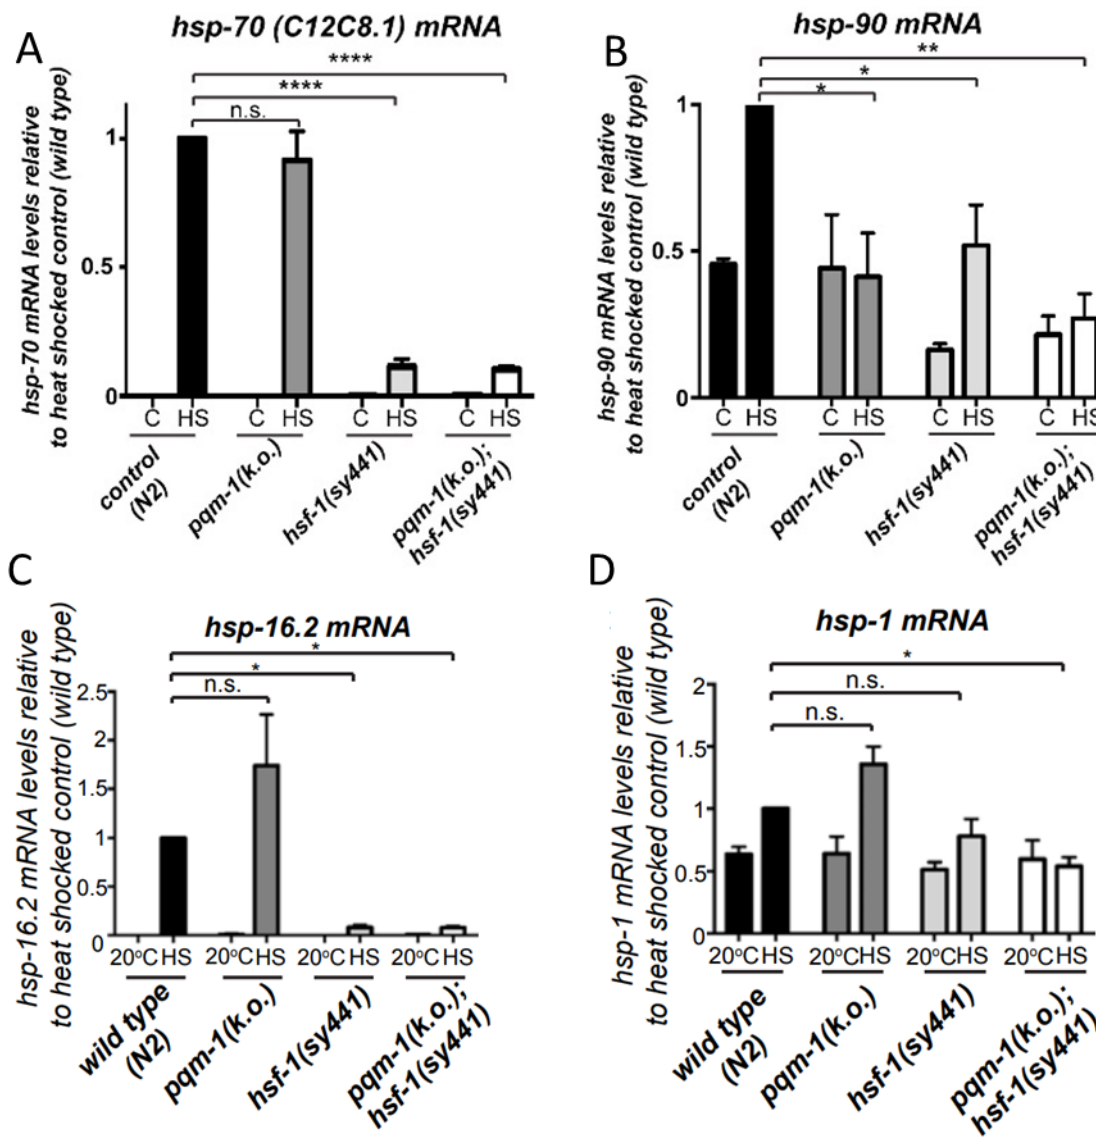 A
hsp-70 (C12C8.1) mRNA
****
****
n.s.
hsp-70 mRNA levels relative
to heat shocked control (wild type)
1
0.5
0
C HS C HS C HS C HS
control
(N2)
pqm-1(k.o.)
hsf-1(sy441)
pqm-1(k.o.);
hsf-1(sy441)
B
hsp-90 mRNA
**
*
*
hsp-90 mRNA levels relative
to heat shocked control (wild type)
1
0.5
0
C HS C HS C HS C HS
control
(N2)
pqm-1(k.o.)
hsf-1(sy441)
pqm-1(k.o.);
hsf-1(sy441)
C
hsp-16.2 mRNA
*
*
n.s.
hsp-16.2 mRNA levels relative
to heat shocked control (wild type)
2.5
2
1.5
1
0.5
0
20°C HS 20°C HS 20°C HS 20°C HS
wild type
(N2)
pqm-1(k.o.)
hsf-1(sy441)
pqm-1(k.o.);
hsf-1(sy441)
D
hsp-1 mRNA
*
n.s.
n.s.
hsp-1 mRNA levels relative
to heat shocked control (wild type)
2
1.5
1
0.5
0
20°C HS 20°C HS 20°C HS 20°C HS
wild type
(N2)
pqm-1(k.o.)
hsf-1(sy441)
pqm-1(k.o.);
hsf-1(sy441)